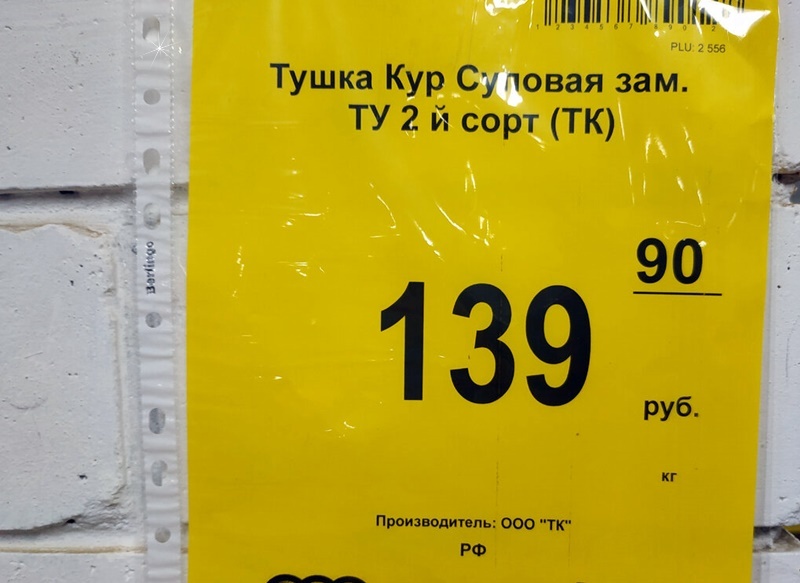 PLU: 2 556
Тушка Кур Суповая зам.
ТУ 2 й сорт (ТК)
139
90
руб.
кг
Производитель: ООО "ТК"
РФ
Berlingo